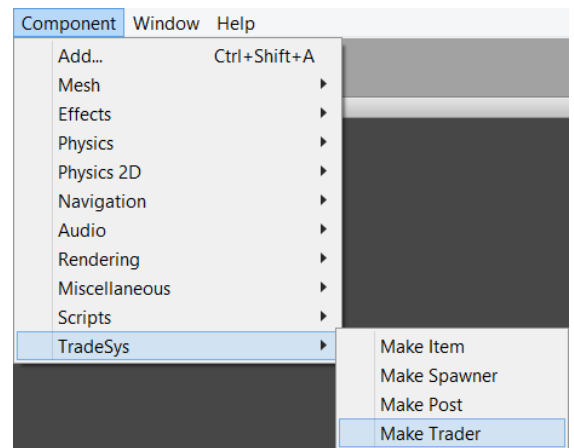 Component Window Help
Add... Ctrl+Shift+A
Mesh
Effects
Physics
Physics 2D
Navigation
Audio
Rendering
Miscellaneous
Scripts
TradeSys
Make Item
Make Spawner
Make Post
Make Trader